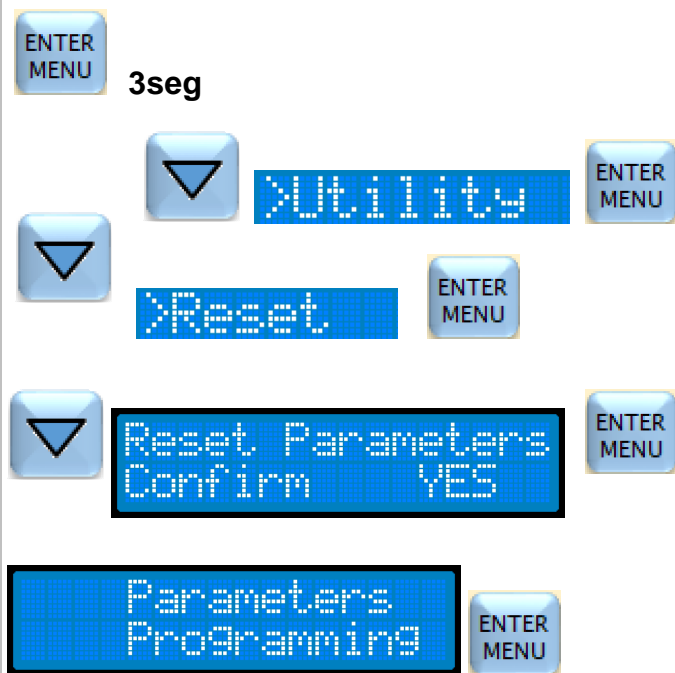 ENTER
MENU
3seg
>Utility
ENTER
MENU
>Reset
ENTER
MENU
Reset Parameters
Confirm YES
ENTER
MENU
Parameters
Programming
ENTER
MENU